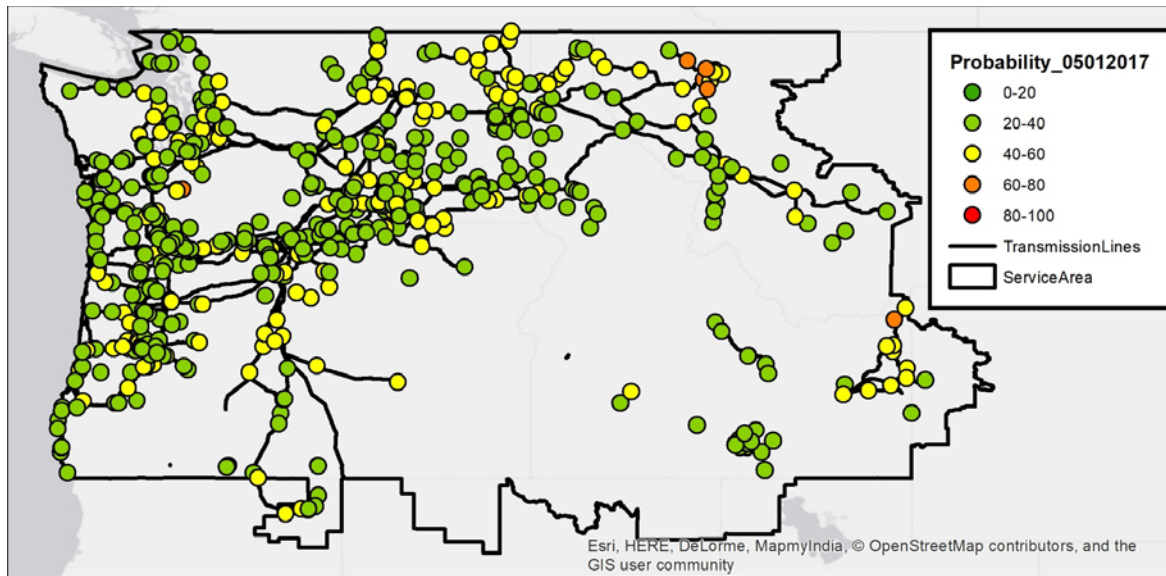 Probability_05012017
0-20
20-40
40-60
60-80
80-100
TransmissionLines
ServiceArea
Esri, HERE, DeLorme, MapmyIndia, © OpenStreetMap contributors, and the
GIS user community